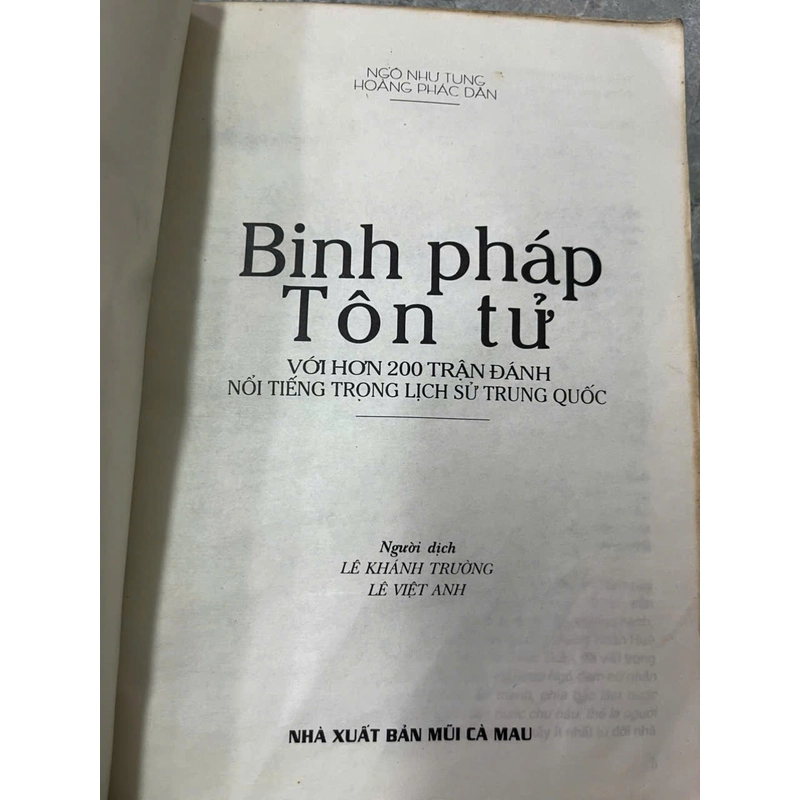 NGÔ NHƯ TUNG
HOÀNG PHÁC DÂN
Binh pháp
Tôn tử
VỚI HƠN 200 TRẬN ĐÁNH
NỔI TIẾNG TRỌNG LỊCH SỬ TRUNG QUỐC
Người dịch
LÊ KHÁNH TRƯỜNG
LÊ VIỆT ANH
NHÀ XUẤT BẢN MŨI CÀ MAU